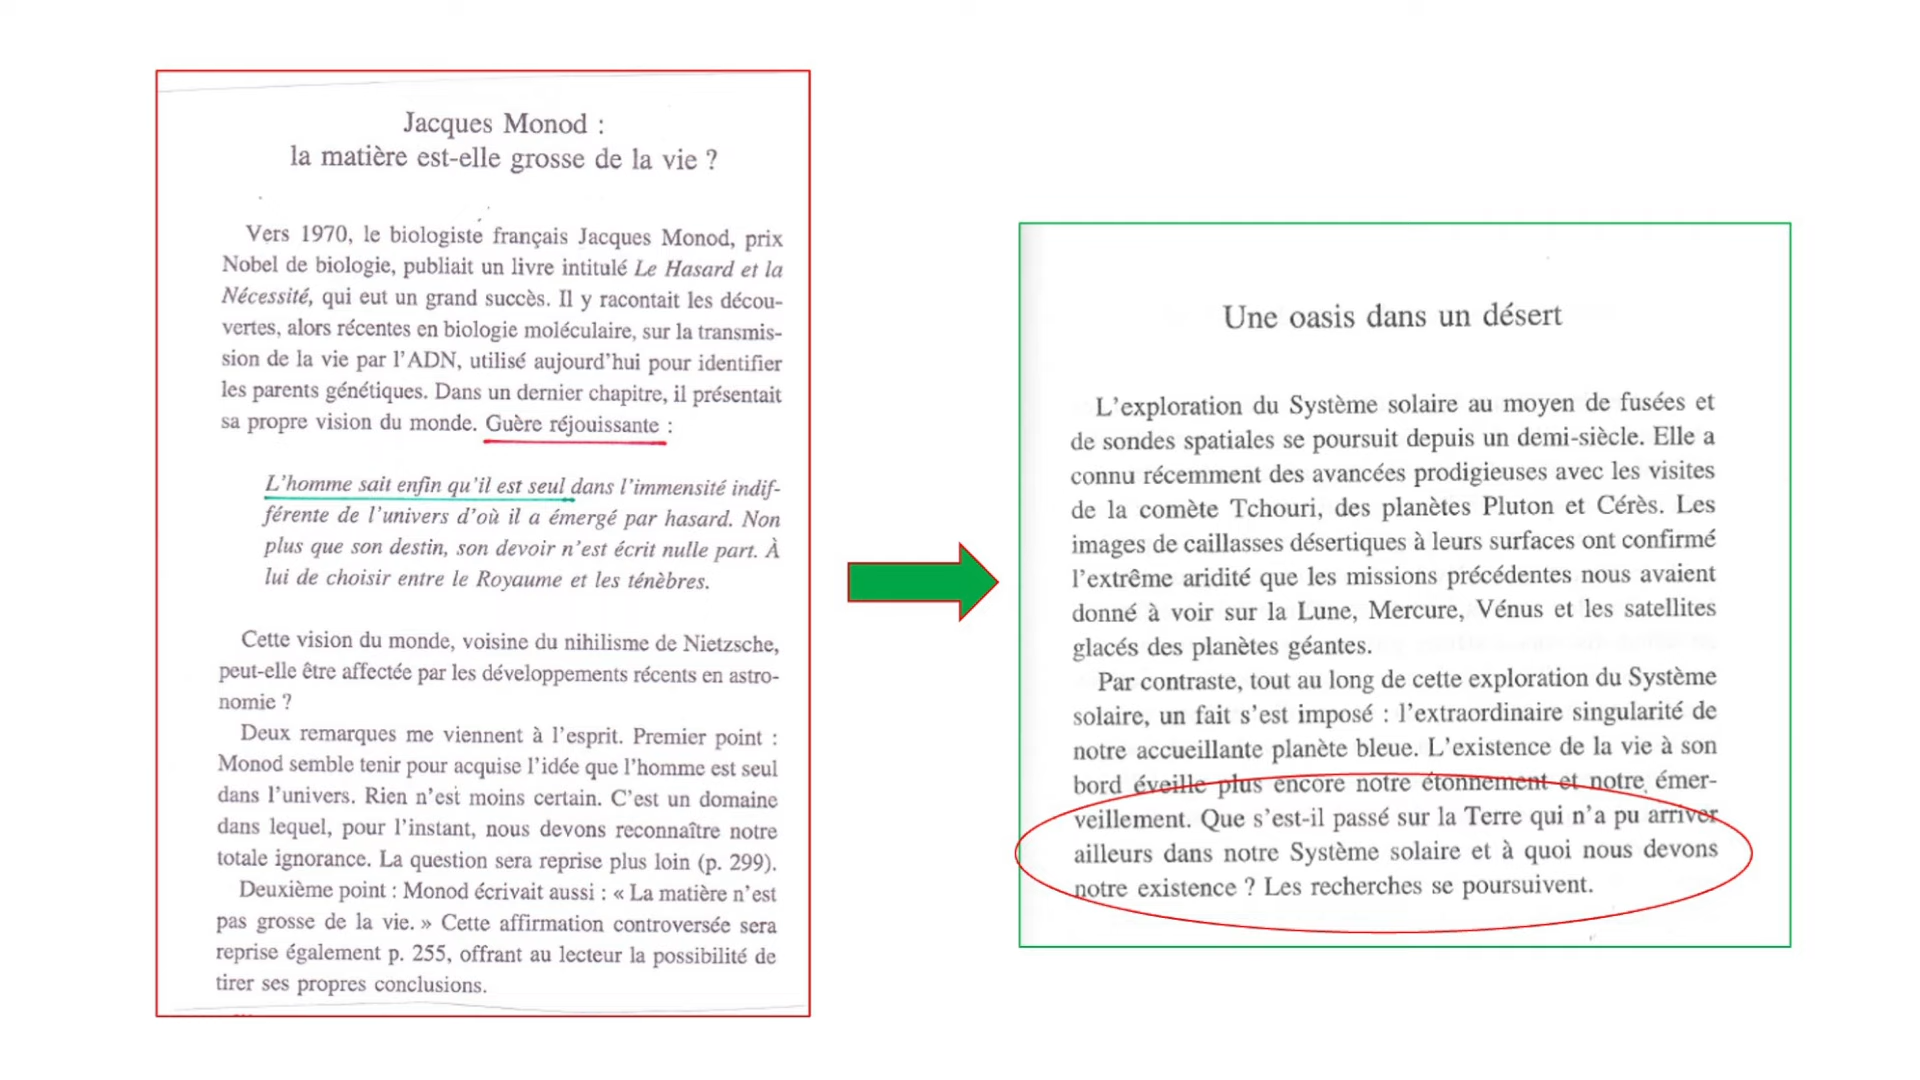 Jacques Monod :
la matière est-elle grosse de la vie ?
Vers 1970, le biologiste français Jacques Monod, prix
Nobel de biologie, publiait un livre intitulé Le Hasard et la
Nécessité, qui eut un grand succès. Il y racontait les décou-
vertes, alors récentes en biologie moléculaire, sur la transmis-
sion de la vie par l'ADN, utilisé aujourd'hui pour identifier
les parents génétiques. Dans un dernier chapitre, il présentait
sa propre vision du monde. Guère réjouissante :
L'homme sait enfin qu'il est seul dans l'immensité indif-
férente de l'univers d'où il a émergé par hasard. Non
plus que son destin, son devoir n'est écrit nulle part. À
lui de choisir entre le Royaume et les ténèbres.
Cette vision du monde, voisine du nihilisme de Nietzsche,
peut-elle être affectée par les développements récents en astro-
nomie ?
Deux remarques me viennent à l'esprit. Premier point :
Monod semble tenir pour acquise l'idée que l'homme est seul
dans l'univers. Rien n'est moins certain. C'est un domaine
dans lequel, pour l'instant, nous devons reconnaître notre
totale ignorance. La question sera reprise plus loin (p. 299).
Deuxième point : Monod écrivait aussi : « La matière n'est
pas grosse de la vie. » Cette affirmation controversée sera
reprise également p. 255, offrant au lecteur la possibilité de
tirer ses propres conclusions.
Une oasis dans un désert
L'exploration du Système solaire au moyen de fusées et
de sondes spatiales se poursuit depuis un demi-siècle. Elle a
connu récemment des avancées prodigieuses avec les visites
de la comète Tchouri, des planètes Pluton et Cérès. Les
images de caillasses désertiques à leurs surfaces ont confirmé
l'extrême aridité que les missions précédentes nous avaient
donné à voir sur la Lune, Mercure, Vénus et les satellites
glacés des planètes géantes.
Par contraste, tout au long de cette exploration du Système
solaire, un fait s'est imposé : l'extraordinaire singularité de
notre accueillante planète bleue. L'existence de la vie à son
bord éveille plus encore notre étonnement et notre émer-
veillement. Que s'est-il passé sur la Terre qui n'a pu arriver
ailleurs dans notre Système solaire et à quoi nous devons
notre existence ? Les recherches se poursuivent.